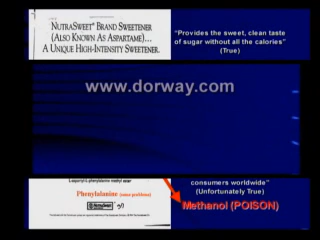 NUTRASWEET® BRAND SWEETENER
(ALSO KNOWN AS ASPARTAME)...
A UNIQUE HIGH-INTENSITY SWEETENER.
"Provides the sweet, clean taste
of sugar without all the calories"
(True)
www.dorway.com
consumers worldwide"
(Unfortunately True)
Phenylalanine
Methanol (POISON)